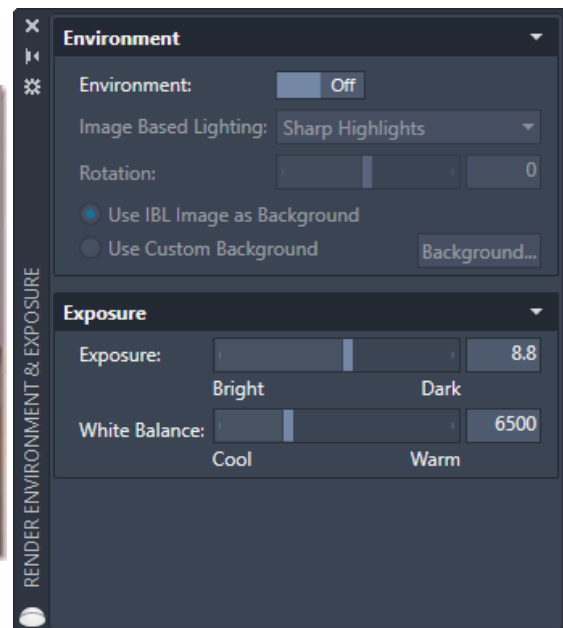 Environment
Environment: Off
Image Based Lighting: Sharp Highlights
Rotation: 0
Use IBL Image as Background
Use Custom Background Background...
Exposure
Exposure: 8.8
Bright Dark
White Balance: 6500
Cool Warm
RENDER ENVIRONMENT & EXPOSURE